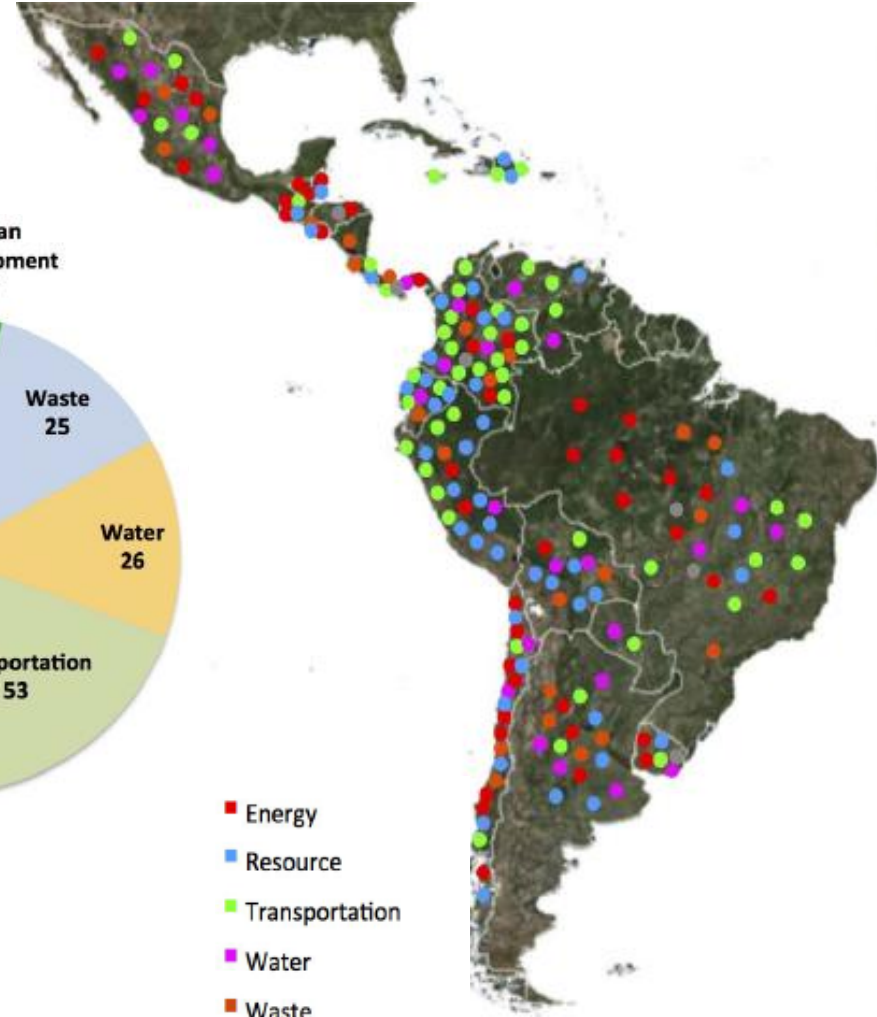 an
pment
Waste
25
Water
26
portation
53
Energy
Resource
Transportation
Water
Waste